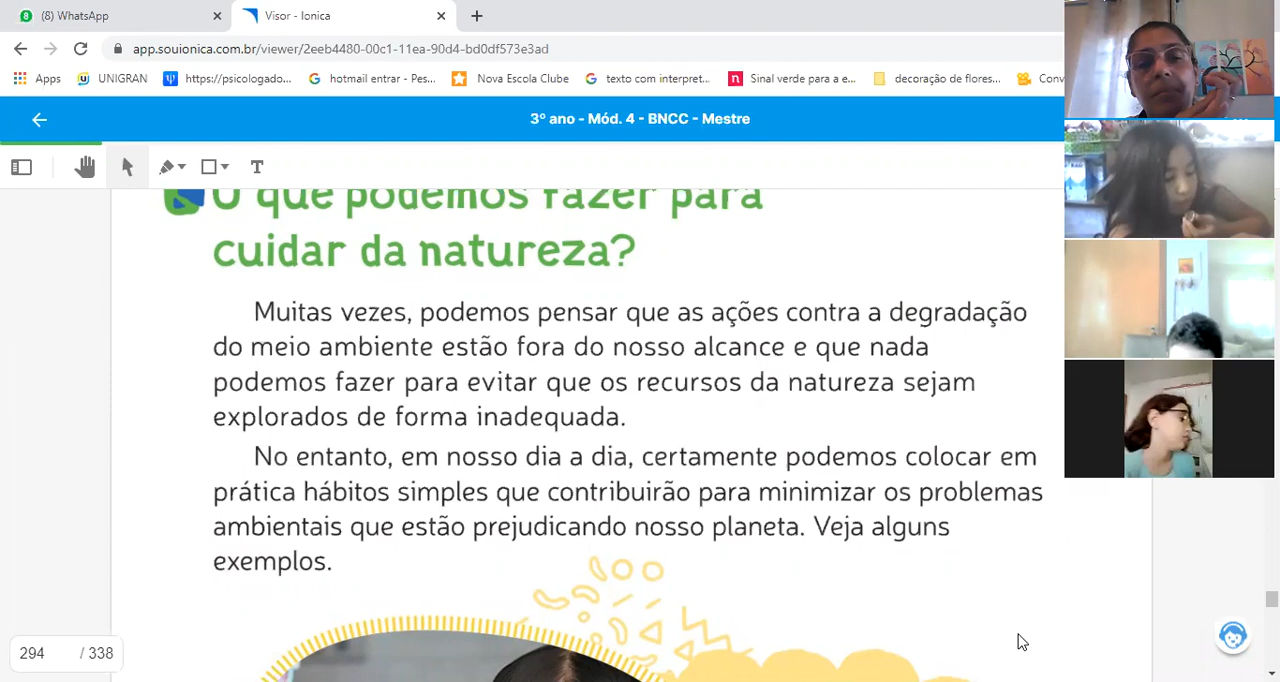 (8) WhatsApp
Visor - Ionica
app.souionica.com.br/viewer/2eeb4480-00c1-11ea-90d4-bd0df573e3ad
Apps UNIGRAN https://psicologado... hotmail entrar - Pes... Nova Escola Clube texto com interpret... Sinal verde para a e... decoração de flores... Conv
3º ano - Mód. 4 - BNCC - Mestre
T
O que podemos fazer para
cuidar da natureza?
Muitas vezes, podemos pensar que as ações contra a degradação
do meio ambiente estão fora do nosso alcance e que nada
podemos fazer para evitar que os recursos da natureza sejam
explorados de forma inadequada.
No entanto, em nosso dia a dia, certamente podemos colocar em
prática hábitos simples que contribuirão para minimizar os problemas
ambientais que estão prejudicando nosso planeta. Veja alguns
exemplos.
294 / 338